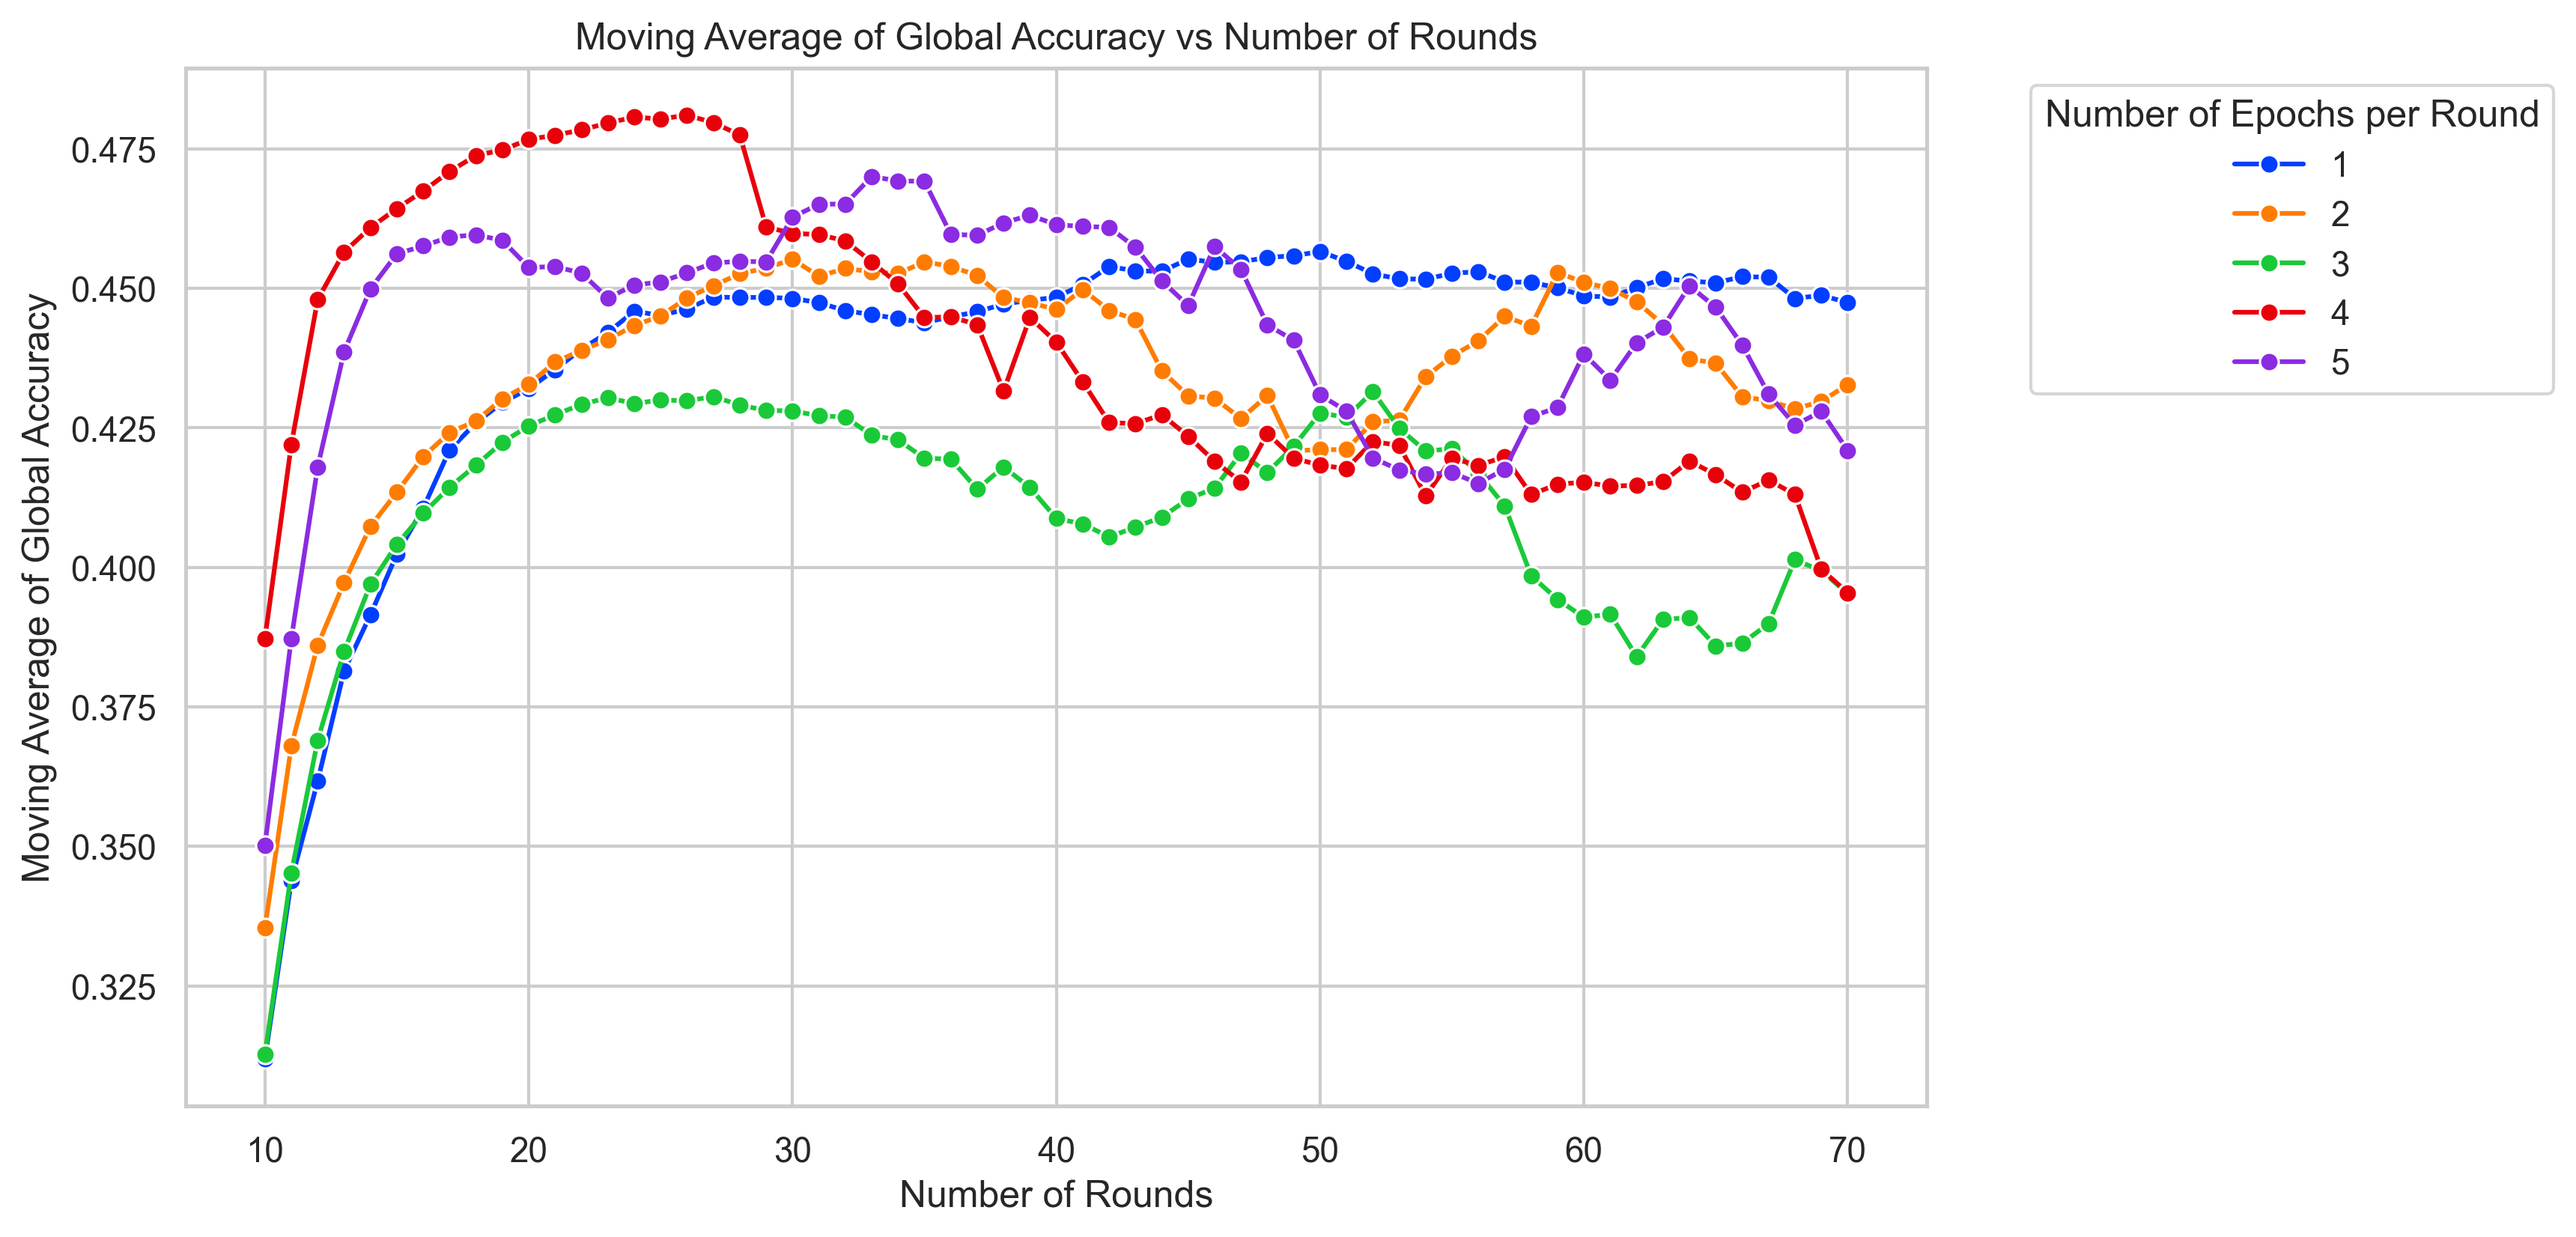 Moving Average of Global Accuracy vs Number of Rounds
Moving Average of Global Accuracy
0.475
0.450
0.425
0.400
0.375
0.350
0.325
10 20 30 40 50 60 70
Number of Rounds
Number of Epochs per Round
1
2
3
4
5